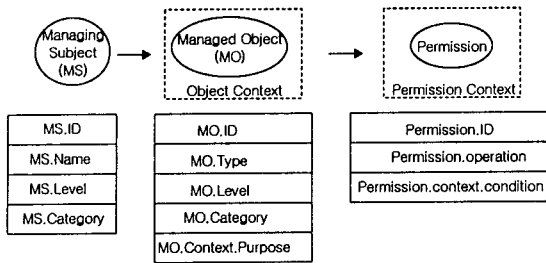 Managing
Subject
(MS)
Managed Object
(MO)
Object Context
Permission
Permission Context
MS.ID
MS.Name
MS.Level
MS.Category
MO.ID
MO.Type
MO.Level
MO.Category
MO.Context.Purpose
Permission.ID
Permission.operation
Permission.context.condition